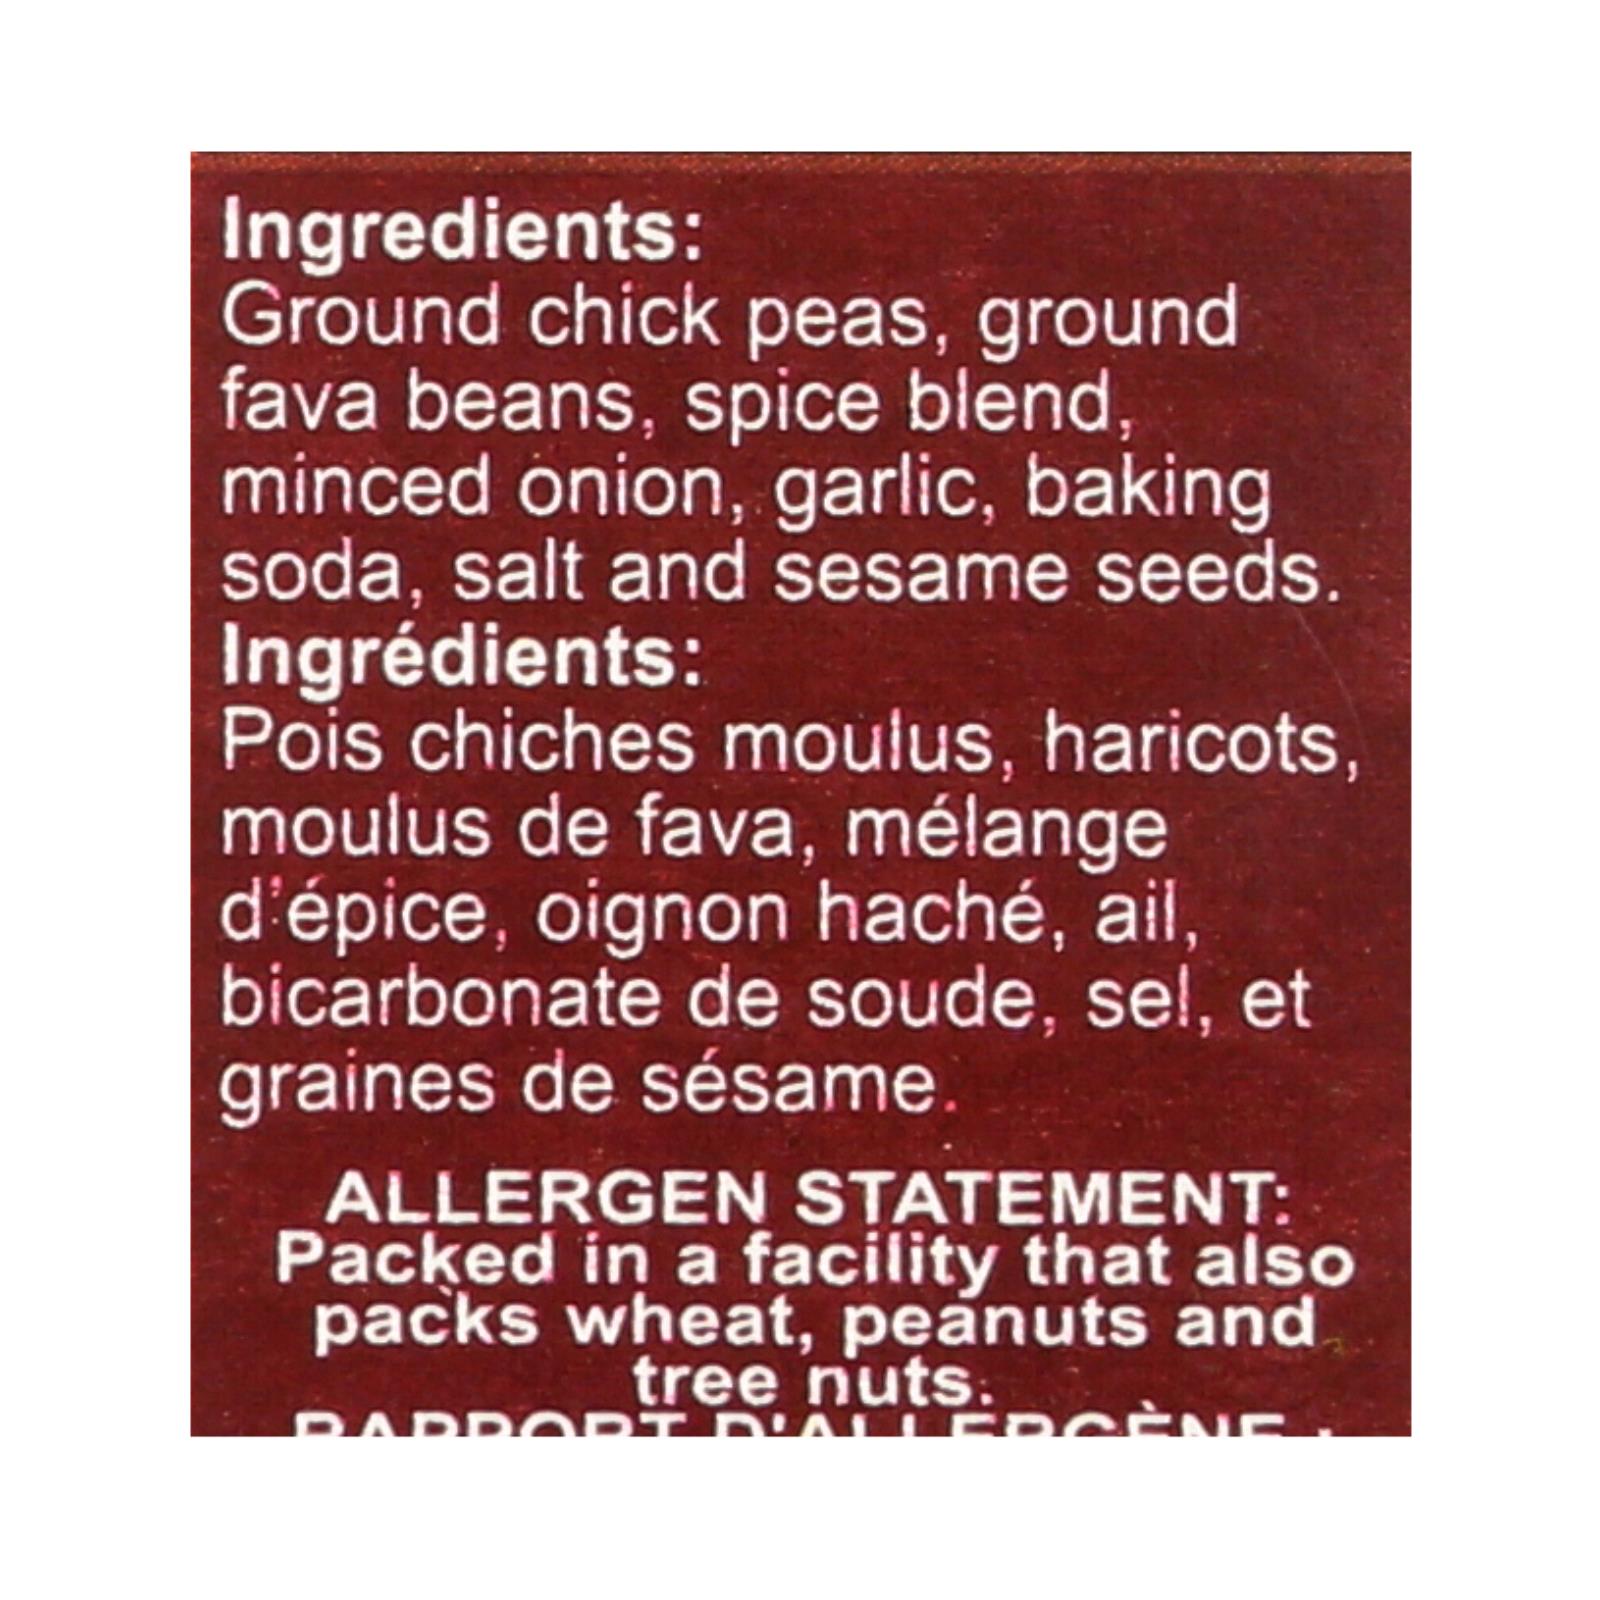 Ingredients:
Ground chick peas, ground
fava beans, spice blend,
minced onion, garlic, baking
soda, salt and sesame seeds.
Ingrédients:
Pois chiches moulus, haricots,
moulus de fava, mélange
d'épice, oignon haché, ail,
bicarbonate de soude, sel, et
graines de sésame.
ALLERGEN STATEMENT:
Packed in a facility that also
packs wheat, peanuts and
tree nuts.
RAPPORT D'ALLERGÈNE :